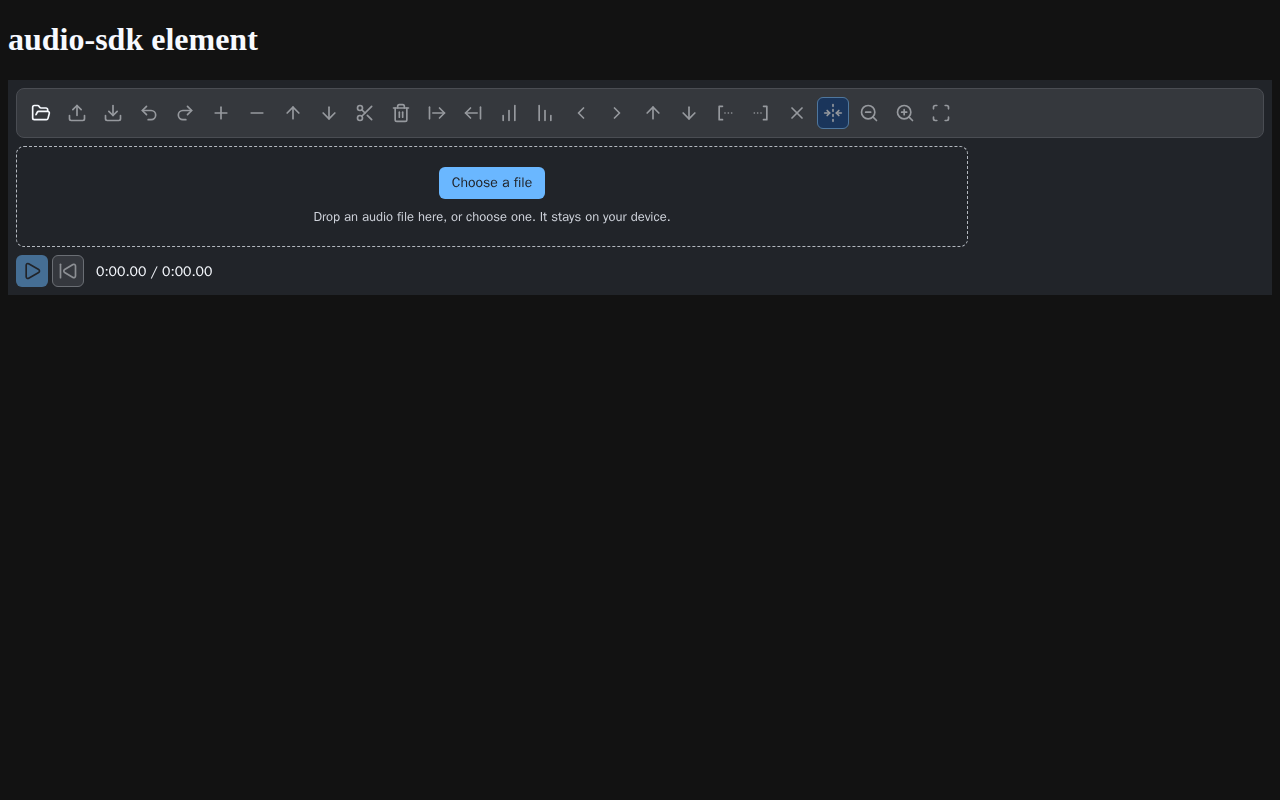 audio-sdk element
Choose a file
Drop an audio file here, or choose one. It stays on your device.
0:00.00 / 0:00.00